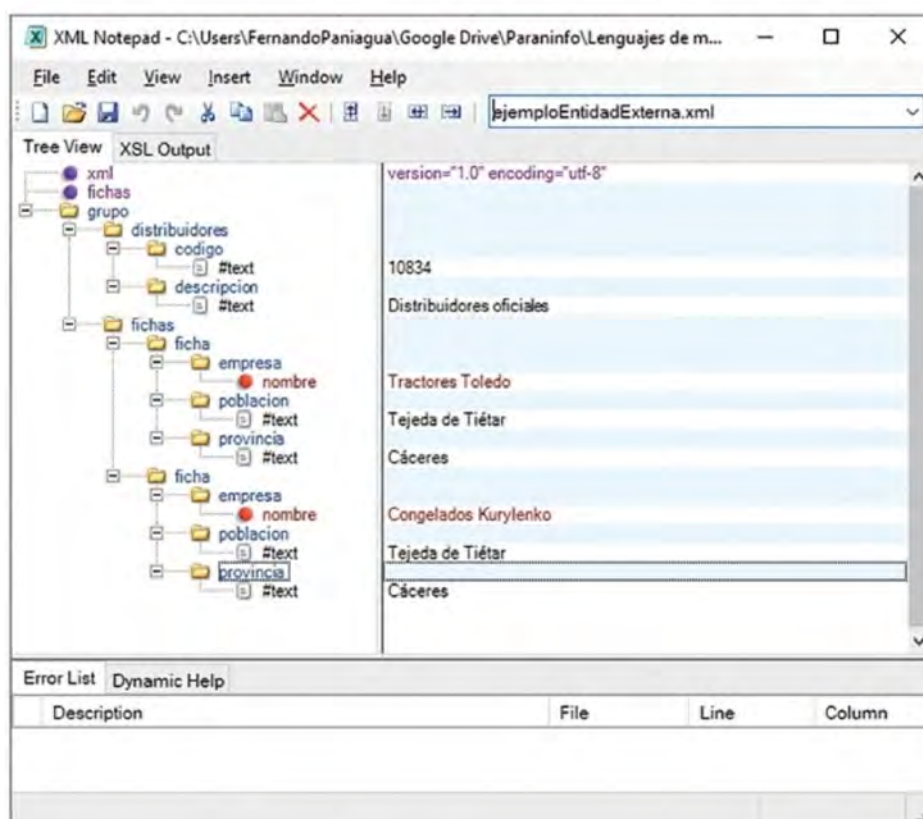 XML Notepad - C:\Users\FernandoPaniagua\Google Drive\Paraninfo\Lenguajes de m...
File Edit View Insert Window Help
ejemploEntidadExterna.xml
Tree View XSL Output
xml version="1.0" encoding="utf-8"
fichas
grupo
distribuidores
codigo
#text 10834
descripcion
#text Distribuidores oficiales
fichas
ficha
empresa
nombre Tractores Toledo
poblacion
#text Tejeda de Tiétar
provincia
#text Cáceres
ficha
empresa
nombre Congelados Kurylenko
poblacion
#text Tejeda de Tiétar
provincia
#text Cáceres
Error List Dynamic Help
Description File Line Column